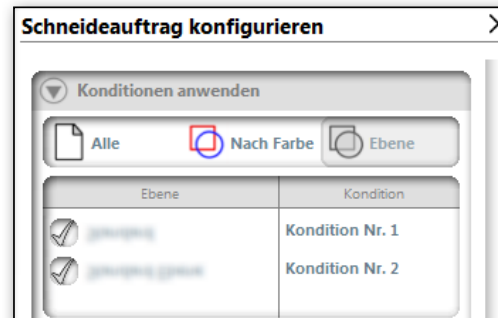 Schneideauftrag konfigurieren
Konditionen anwenden
Alle Nach Farbe Ebene
Ebene Kondition
Kondition Nr. 1
Kondition Nr. 2